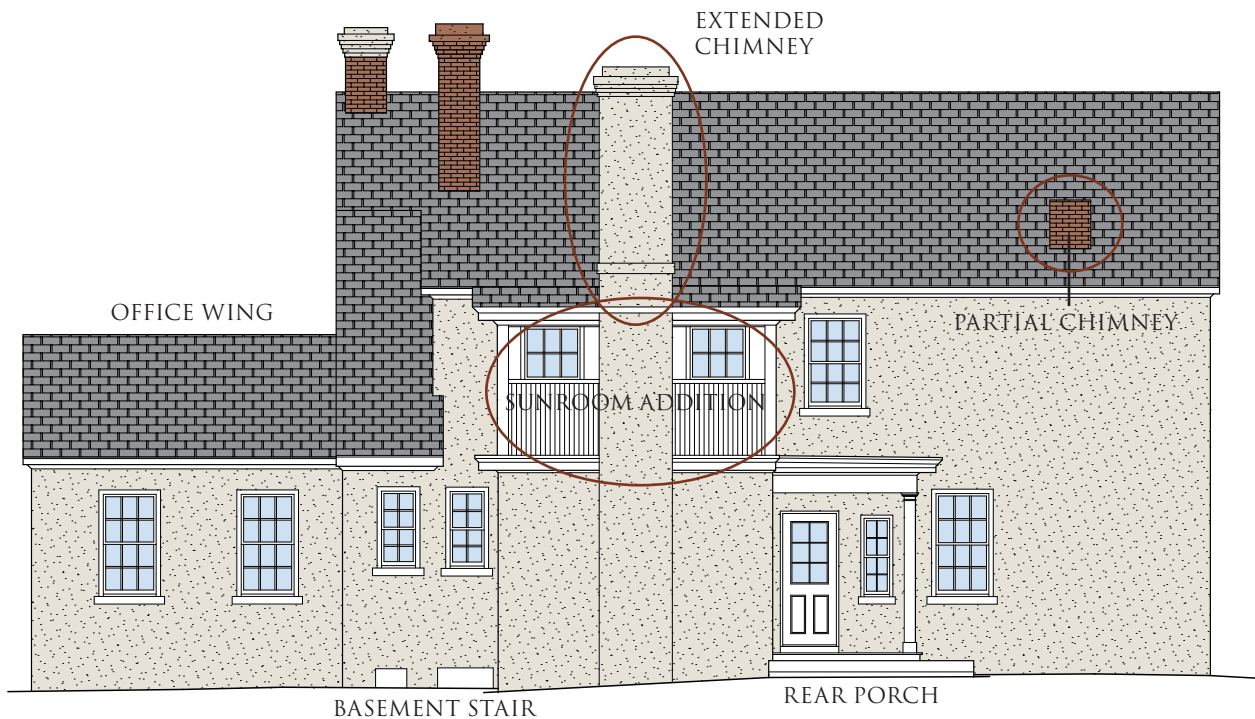 EXTENDED
CHIMNEY
OFFICE WING
PARTIAL CHIMNEY
SUNROOM ADDITION
REAR PORCH
BASEMENT STAIR